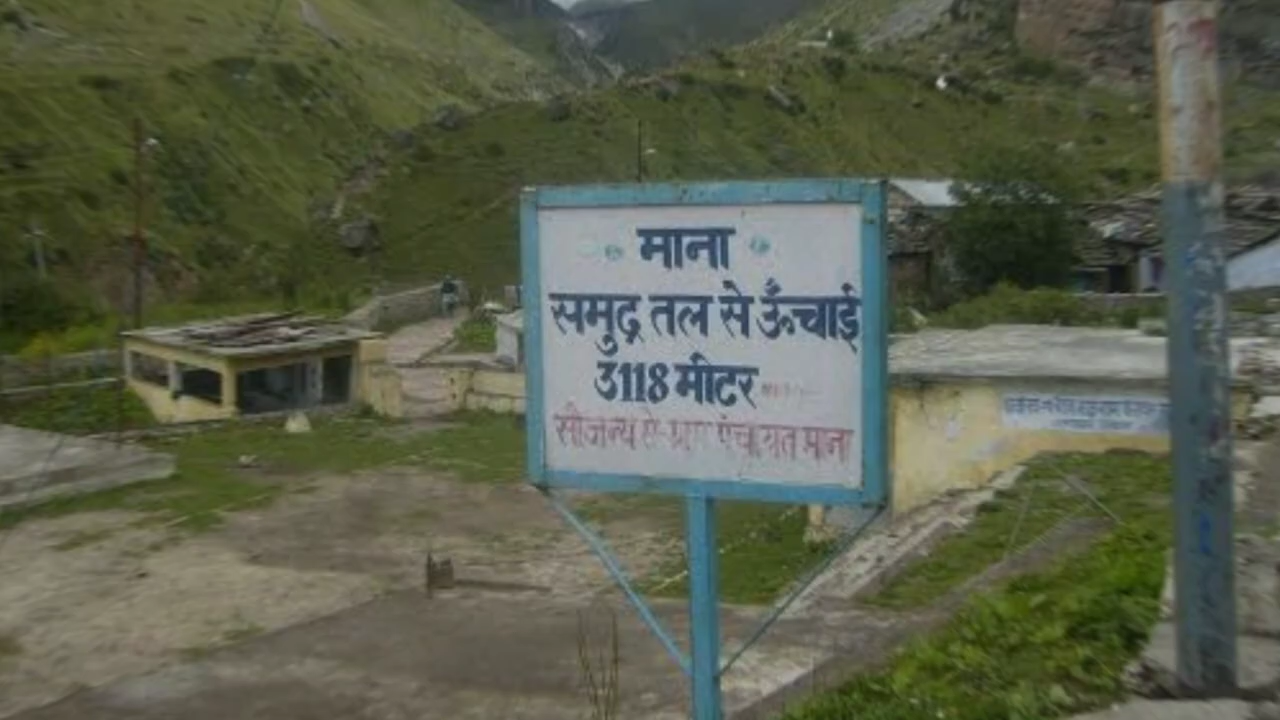 माना
समुद्र तल से ऊँचाई
3118 मीटर
सौजन्य से-ग्राम पंचायत माना